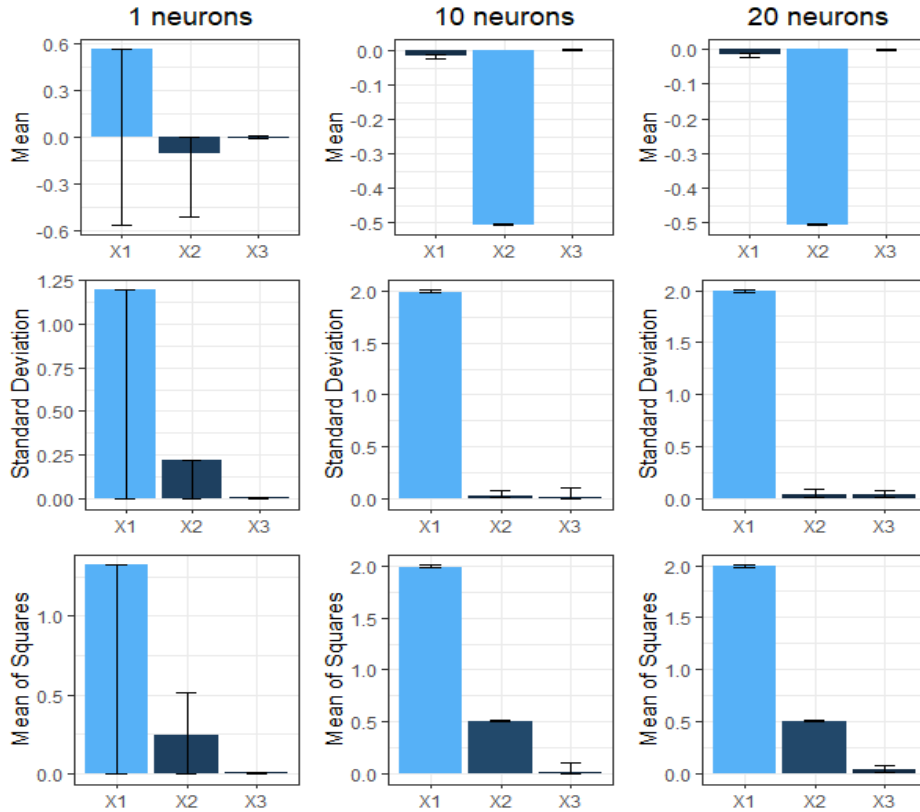 1 neurons
10 neurons
20 neurons
Mean
0.6
0.3
0.0
-0.3
-0.6
X1 X2 X3
Mean
0.0
-0.1
-0.2
-0.3
-0.4
-0.5
X1 X2 X3
Mean
0.0
-0.1
-0.2
-0.3
-0.4
-0.5
X1 X2 X3
Standard Deviation
1.25
1.00
0.75
0.50
0.25
0.00
X1 X2 X3
Standard Deviation
2.0
1.5
1.0
0.5
0.0
X1 X2 X3
Standard Deviation
2.0
1.5
1.0
0.5
0.0
X1 X2 X3
Mean of Squares
1.0
0.5
0.0
X1 X2 X3
Mean of Squares
2.0
1.5
1.0
0.5
0.0
X1 X2 X3
Mean of Squares
2.0
1.5
1.0
0.5
0.0
X1 X2 X3